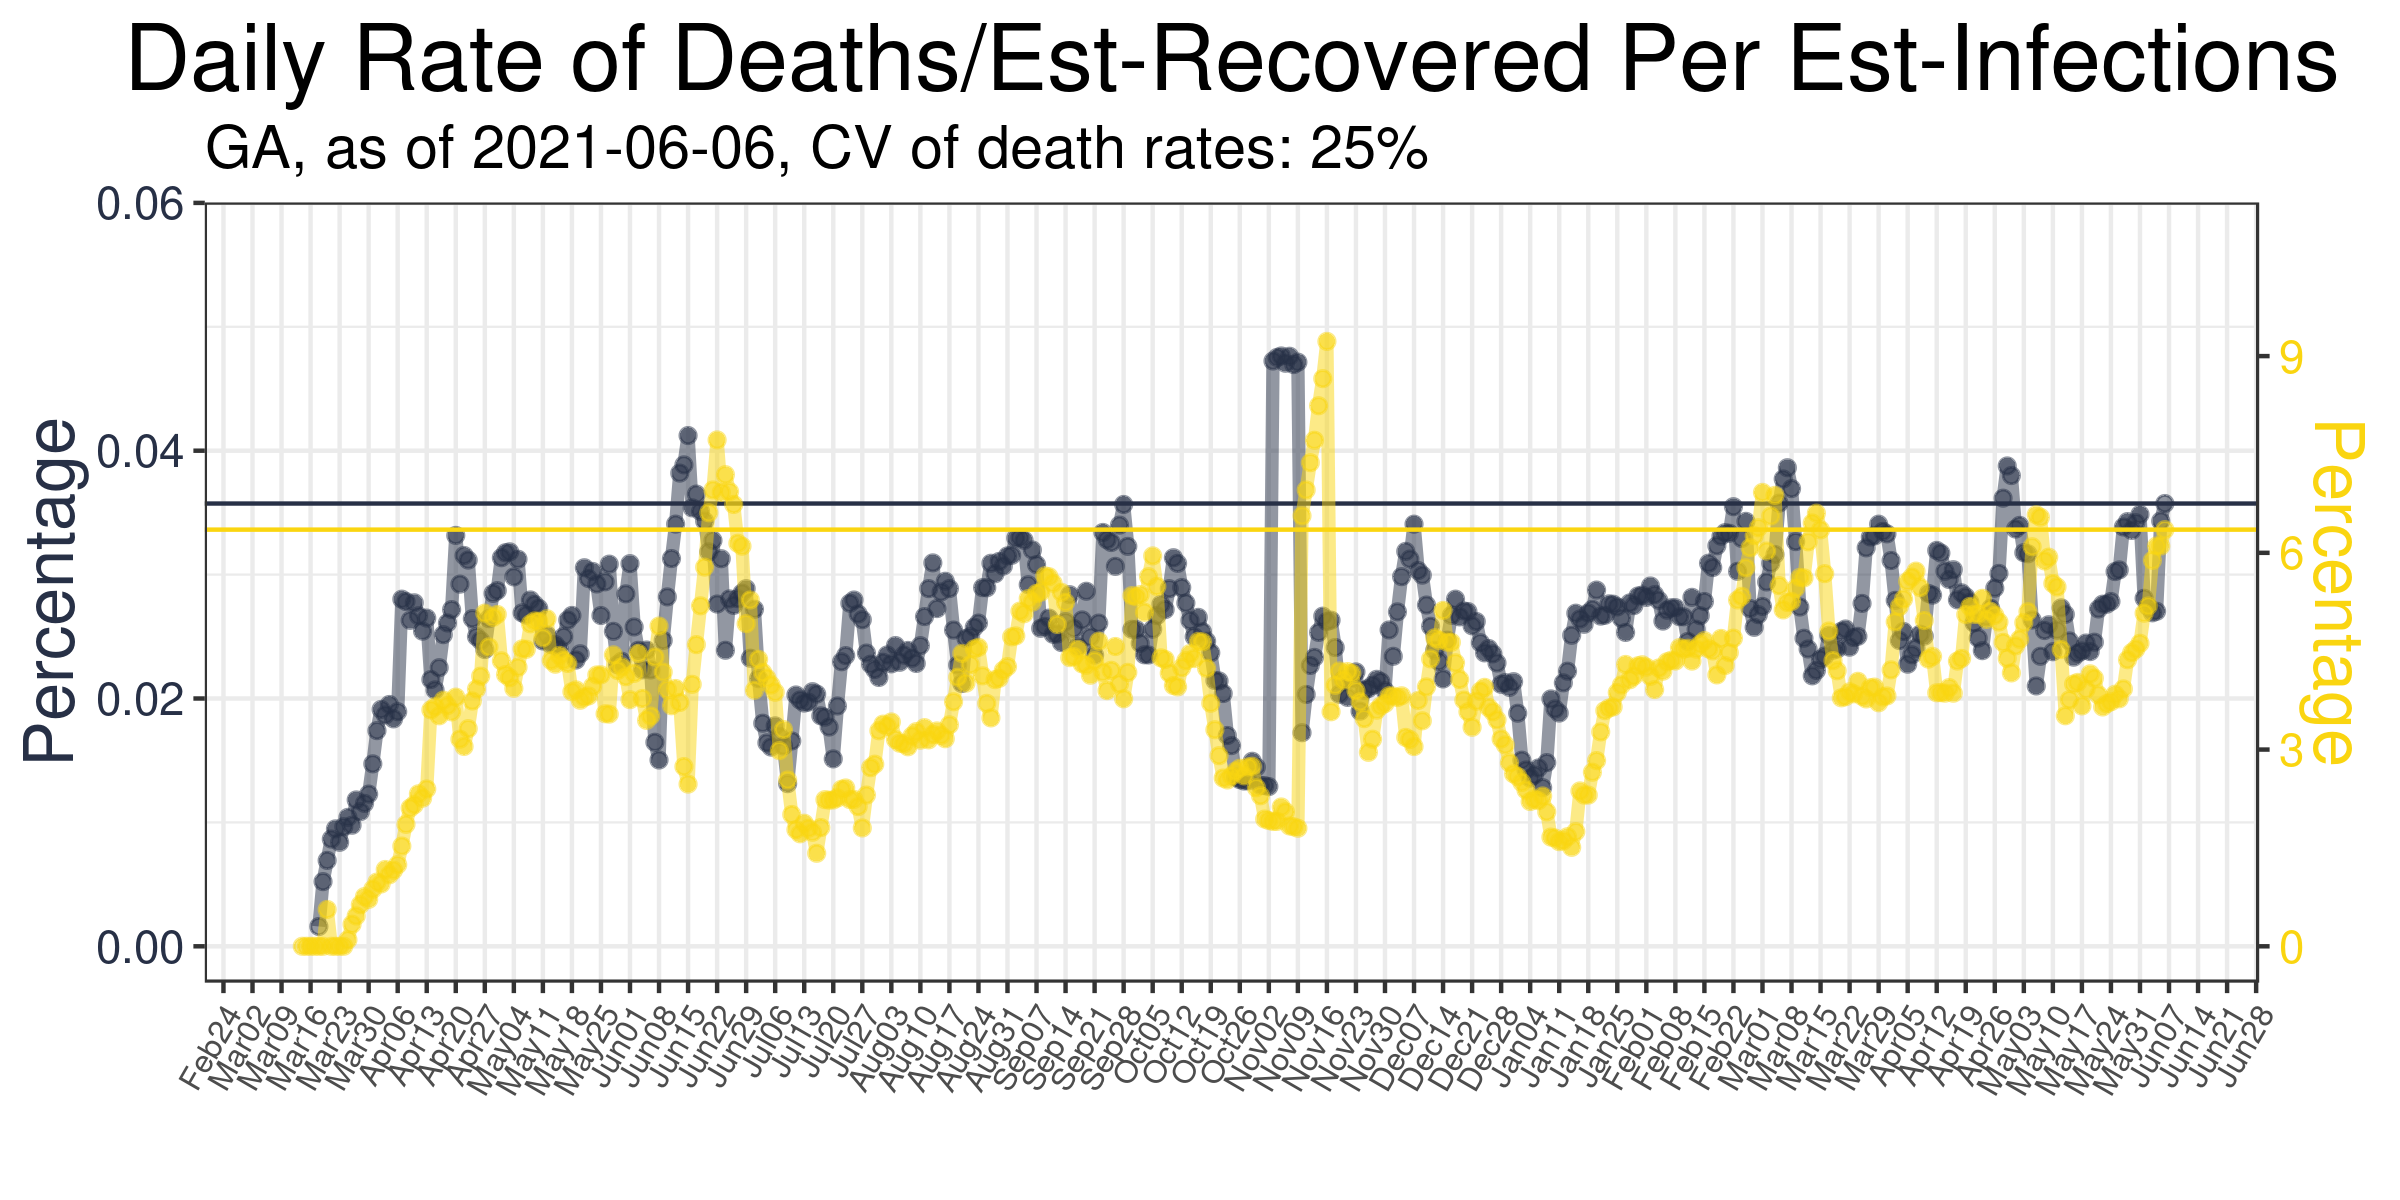 Daily Rate of Deaths/Est-Recovered Per Est-Infections
GA, as of 2021-06-06, CV of death rates: 25%
Percentage
0.06
0.04
0.02
0.00
9
6
3
0
Percentage
Feb24
Mar02
Mar09
Mar16
Mar23
Mar30
Apr06
Apr13
Apr20
Apr27
May04
May11
May18
May25
Jun01
Jun08
Jun15
Jun22
Jun29
Jul06
Jul13
Jul20
Jul27
Aug03
Aug10
Aug17
Aug24
Aug31
Sep07
Sep14
Sep21
Sep28
Oct05
Oct12
Oct19
Oct26
Nov02
Nov09
Nov16
Nov23
Nov30
Dec07
Dec14
Dec21
Dec28
Jan04
Jan11
Jan18
Jan25
Feb01
Feb08
Feb15
Feb22
Mar01
Mar08
Mar15
Mar22
Mar29
Apr05
Apr12
Apr19
Apr26
May03
May10
May17
May24
May31
Jun07
Jun14
Jun21
Jun28